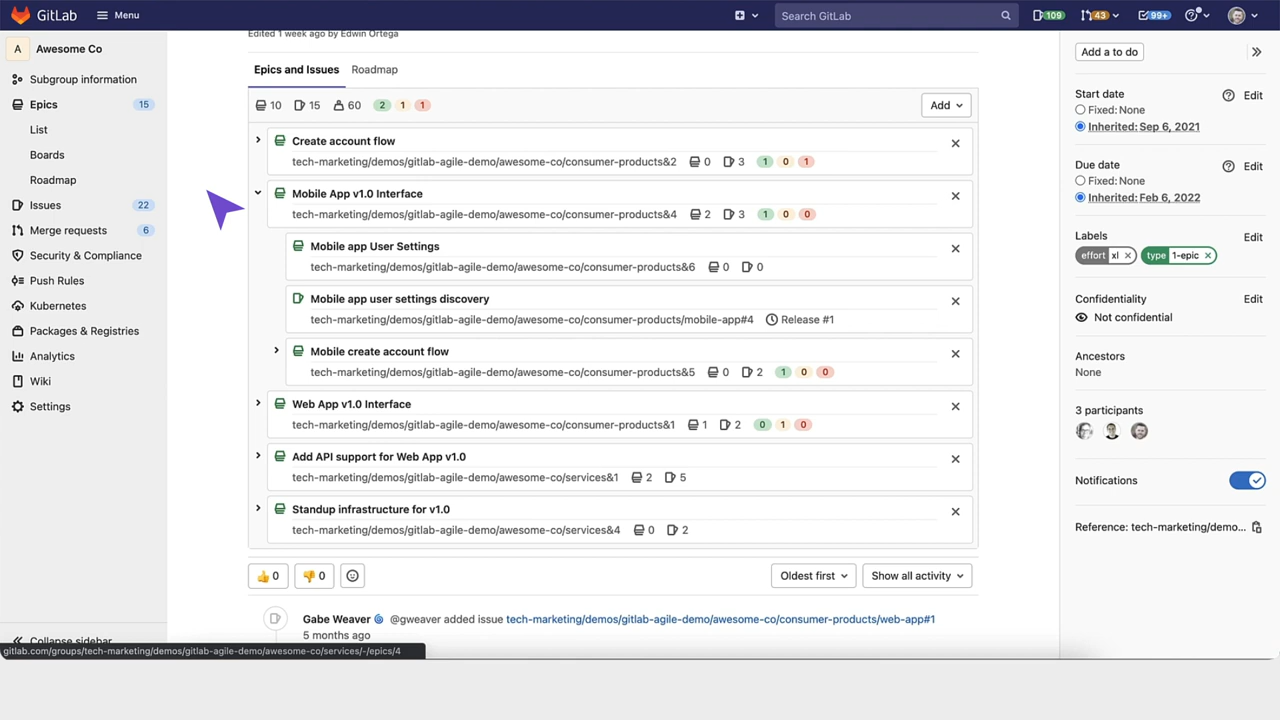 GitLab
Menu
Search GitLab
109
43
99+
A Awesome Co
Subgroup information
Epics 15
List
Boards
Roadmap
Issues 22
Merge requests 6
Security & Compliance
Push Rules
Kubernetes
Packages & Registries
Analytics
Wiki
Settings
Collapse sidebar
Edited 1 week ago by Edwin Ortega
Epics and Issues Roadmap
10 15 60 2 1 1 Add
Create account flow
tech-marketing/demos/gitlab-agile-demo/awesome-co/consumer-products&2 0 3 1 0 1
Mobile App v1.0 Interface
tech-marketing/demos/gitlab-agile-demo/awesome-co/consumer-products&4 2 3 1 0 0
Mobile app User Settings
tech-marketing/demos/gitlab-agile-demo/awesome-co/consumer-products&6 0 0
Mobile app user settings discovery
tech-marketing/demos/gitlab-agile-demo/awesome-co/consumer-products/mobile-app#4 Release #1
Mobile create account flow
tech-marketing/demos/gitlab-agile-demo/awesome-co/consumer-products&5 0 2 1 0 0
Web App v1.0 Interface
tech-marketing/demos/gitlab-agile-demo/awesome-co/consumer-products&1 1 2 0 1 0
Add API support for Web App v1.0
tech-marketing/demos/gitlab-agile-demo/awesome-co/services&1 2 5
Standup infrastructure for v1.0
tech-marketing/demos/gitlab-agile-demo/awesome-co/services&4 0 2
0 0 Oldest first Show all activity
Gabe Weaver @gweaver added issue tech-marketing/demos/gitlab-agile-demo/awesome-co/consumer-products/web-app#1
5 months ago
gitlab.com/groups/tech-marketing/demos/gitlab-agile-demo/awesome-co/services/-/epics/4
Add a to do
Start date Edit
Fixed: None
Inherited: Sep 6, 2021
Due date Edit
Fixed: None
Inherited: Feb 6, 2022
Labels Edit
effort xl type 1-epic
Confidentiality Edit
Not confidential
Ancestors
None
3 participants
Notifications
Reference: tech-marketing/demo...